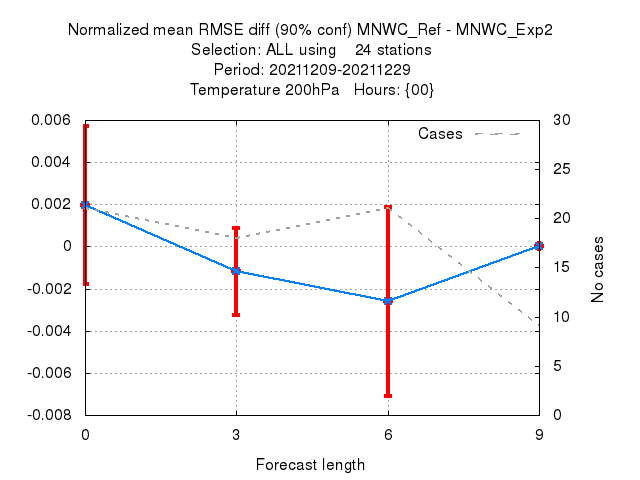 Normalized mean RMSE diff (90% conf) MNWC_Ref - MNWC_Exp2
Selection: ALL using    24 stations
Period: 20211209-20211229
Temperature 200hPa   Hours: {00}
Cases
0.006
0.004
0.002
0
-0.002
-0.004
-0.006
-0.008
30
25
20
15
10
5
0
No cases
0
3
6
9
Forecast length